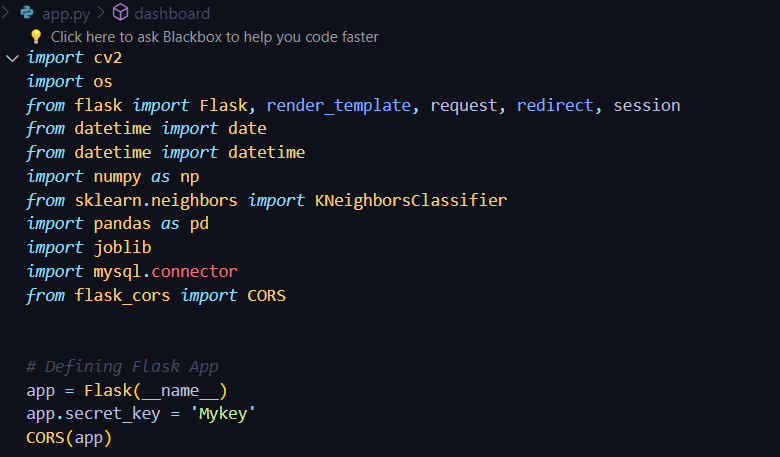 app.py > dashboard
Click here to ask Blackbox to help you code faster
import cv2
import os
from flask import Flask, render_template, request, redirect, session
from datetime import date
from datetime import datetime
import numpy as np
from sklearn.neighbors import KNeighborsClassifier
import pandas as pd
import joblib
import mysql.connector
from flask_cors import CORS
# Defining Flask App
app = Flask(__name__)
app.secret_key = 'Mykey'
CORS(app)